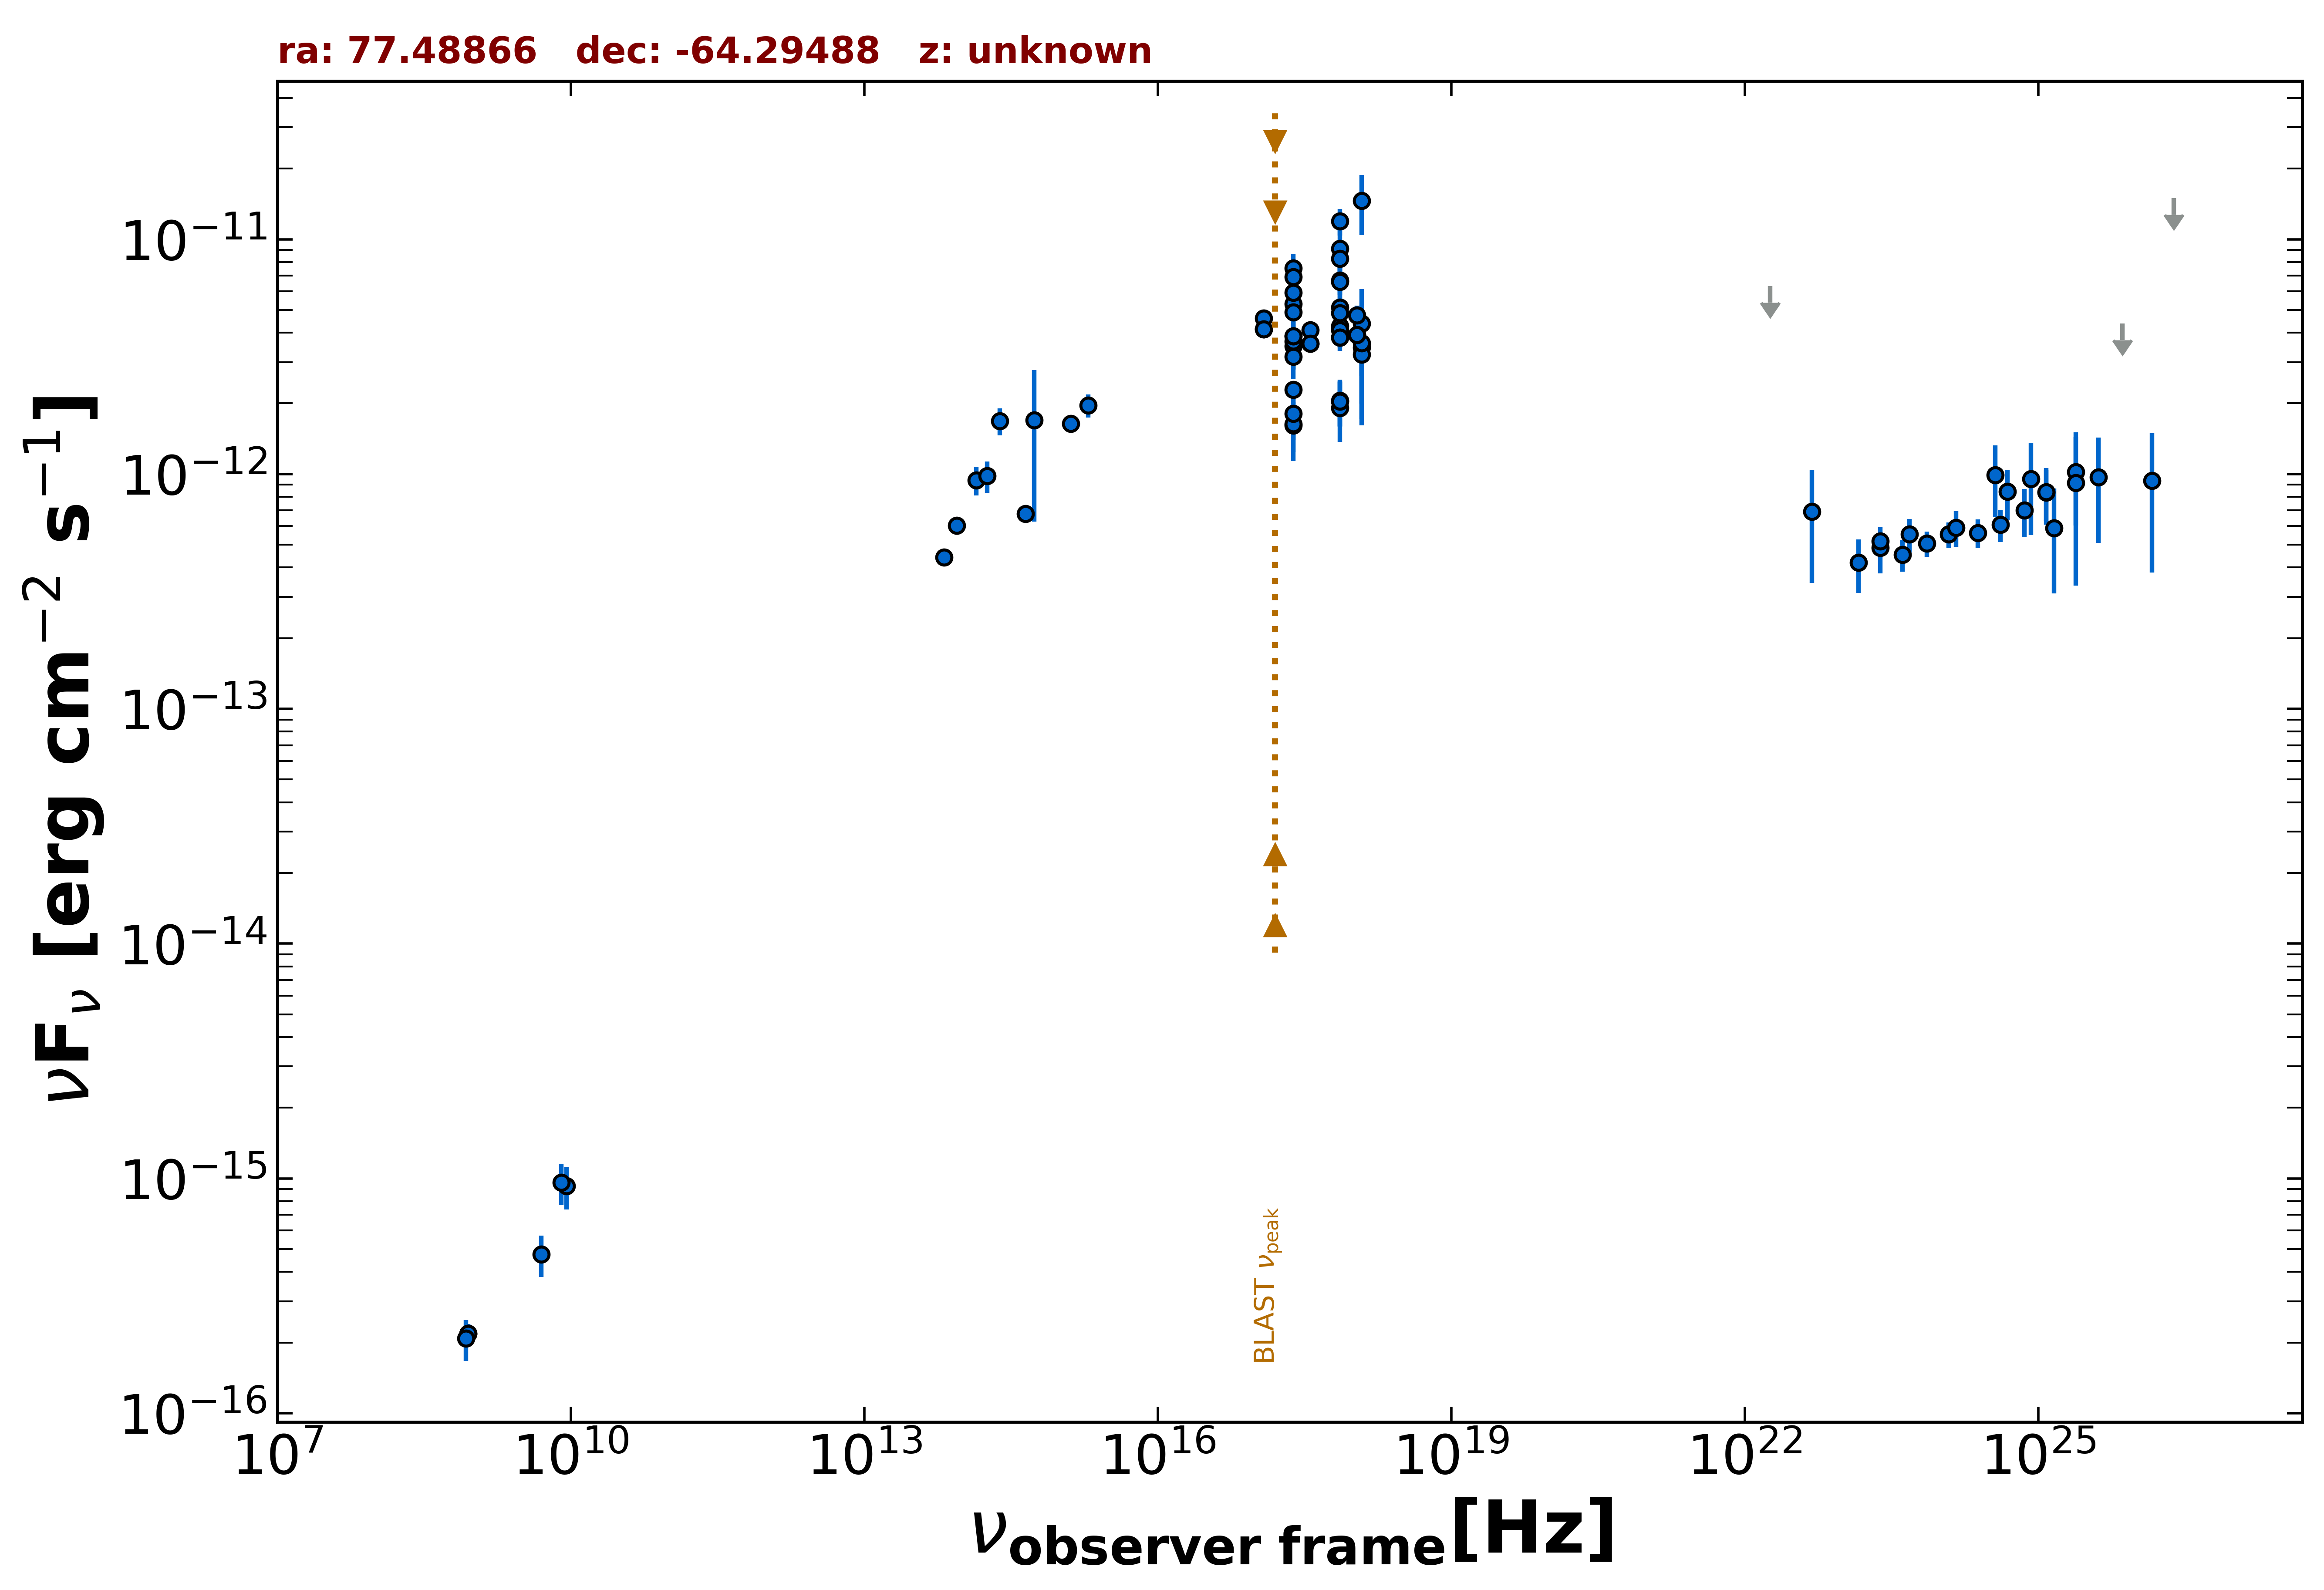 ra: 77.48866   dec: -64.29488   z: unknown
νFν [erg cm⁻² s⁻¹]
10⁻¹¹
10⁻¹²
10⁻¹³
10⁻¹⁴
10⁻¹⁵
10⁻¹⁶
BLAST νpeak
10⁷ 10¹⁰ 10¹³ 10¹⁶ 10¹⁹ 10²² 10²⁵
νobserver frame[Hz]